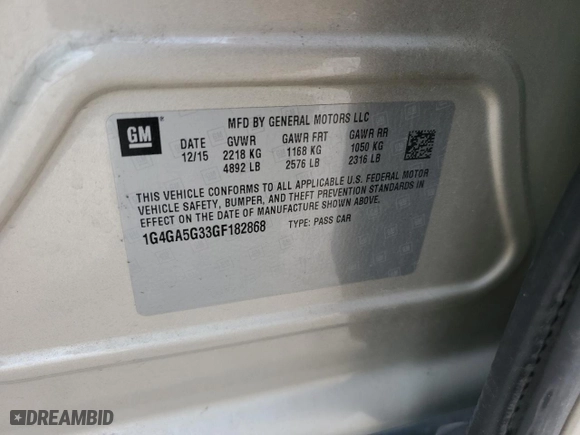 GM
MFD BY GENERAL MOTORS LLC
DATE GVWR GAWR FRT GAWR RR
12/15 2218 KG 1168 KG 1050 KG
4892 LB 2576 LB 2316 LB
THIS VEHICLE CONFORMS TO ALL APPLICABLE U.S. FEDERAL MOTOR
VEHICLE SAFETY, BUMPER, AND THEFT PREVENTION STANDARDS IN
EFFECT ON THE DATE OF MANUFACTURE SHOWN ABOVE.
1G4GA5G33GF182868 TYPE: PASS CAR
DREAMBID